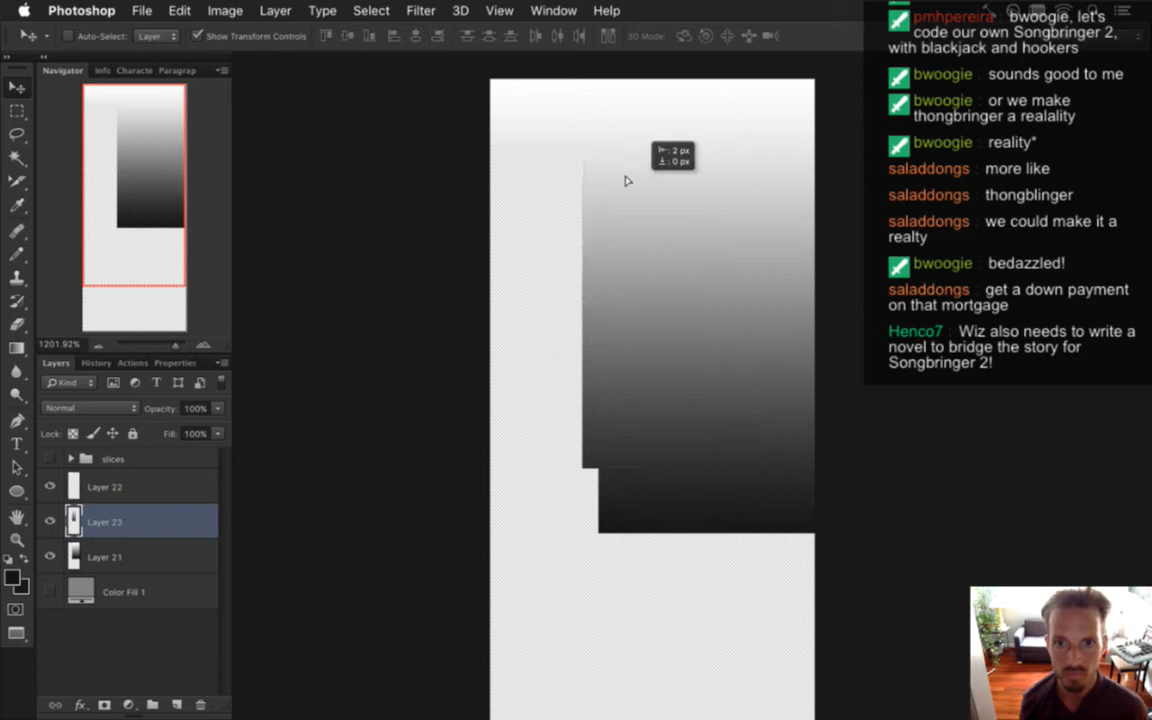 Photoshop File Edit Image Layer Type Select Filter 3D View Window Help
Auto-Select: Layer Show Transform Controls 3D Mode:
Navigator Info Characte Paragrap
1201.92%
Layers History Actions Properties
Kind
Normal Opacity: 100%
Lock: Fill: 100%
slices
Layer 22
Layer 23
Layer 21
Color Fill 1
: 2 px
: 0 px
pmhpereira: bwoogie, let's
code our own Songbringer 2,
with blackjack and hookers
bwoogie: sounds good to me
bwoogie: or we make
thongbringer a realality
bwoogie: reality*
saladdongs: more like
saladdongs: thongblinger
saladdongs: we could make it a
realty
bwoogie: bedazzled!
saladdongs: get a down payment
on that mortgage
Henco7: Wiz also needs to write a
novel to bridge the story for
Songbringer 2!